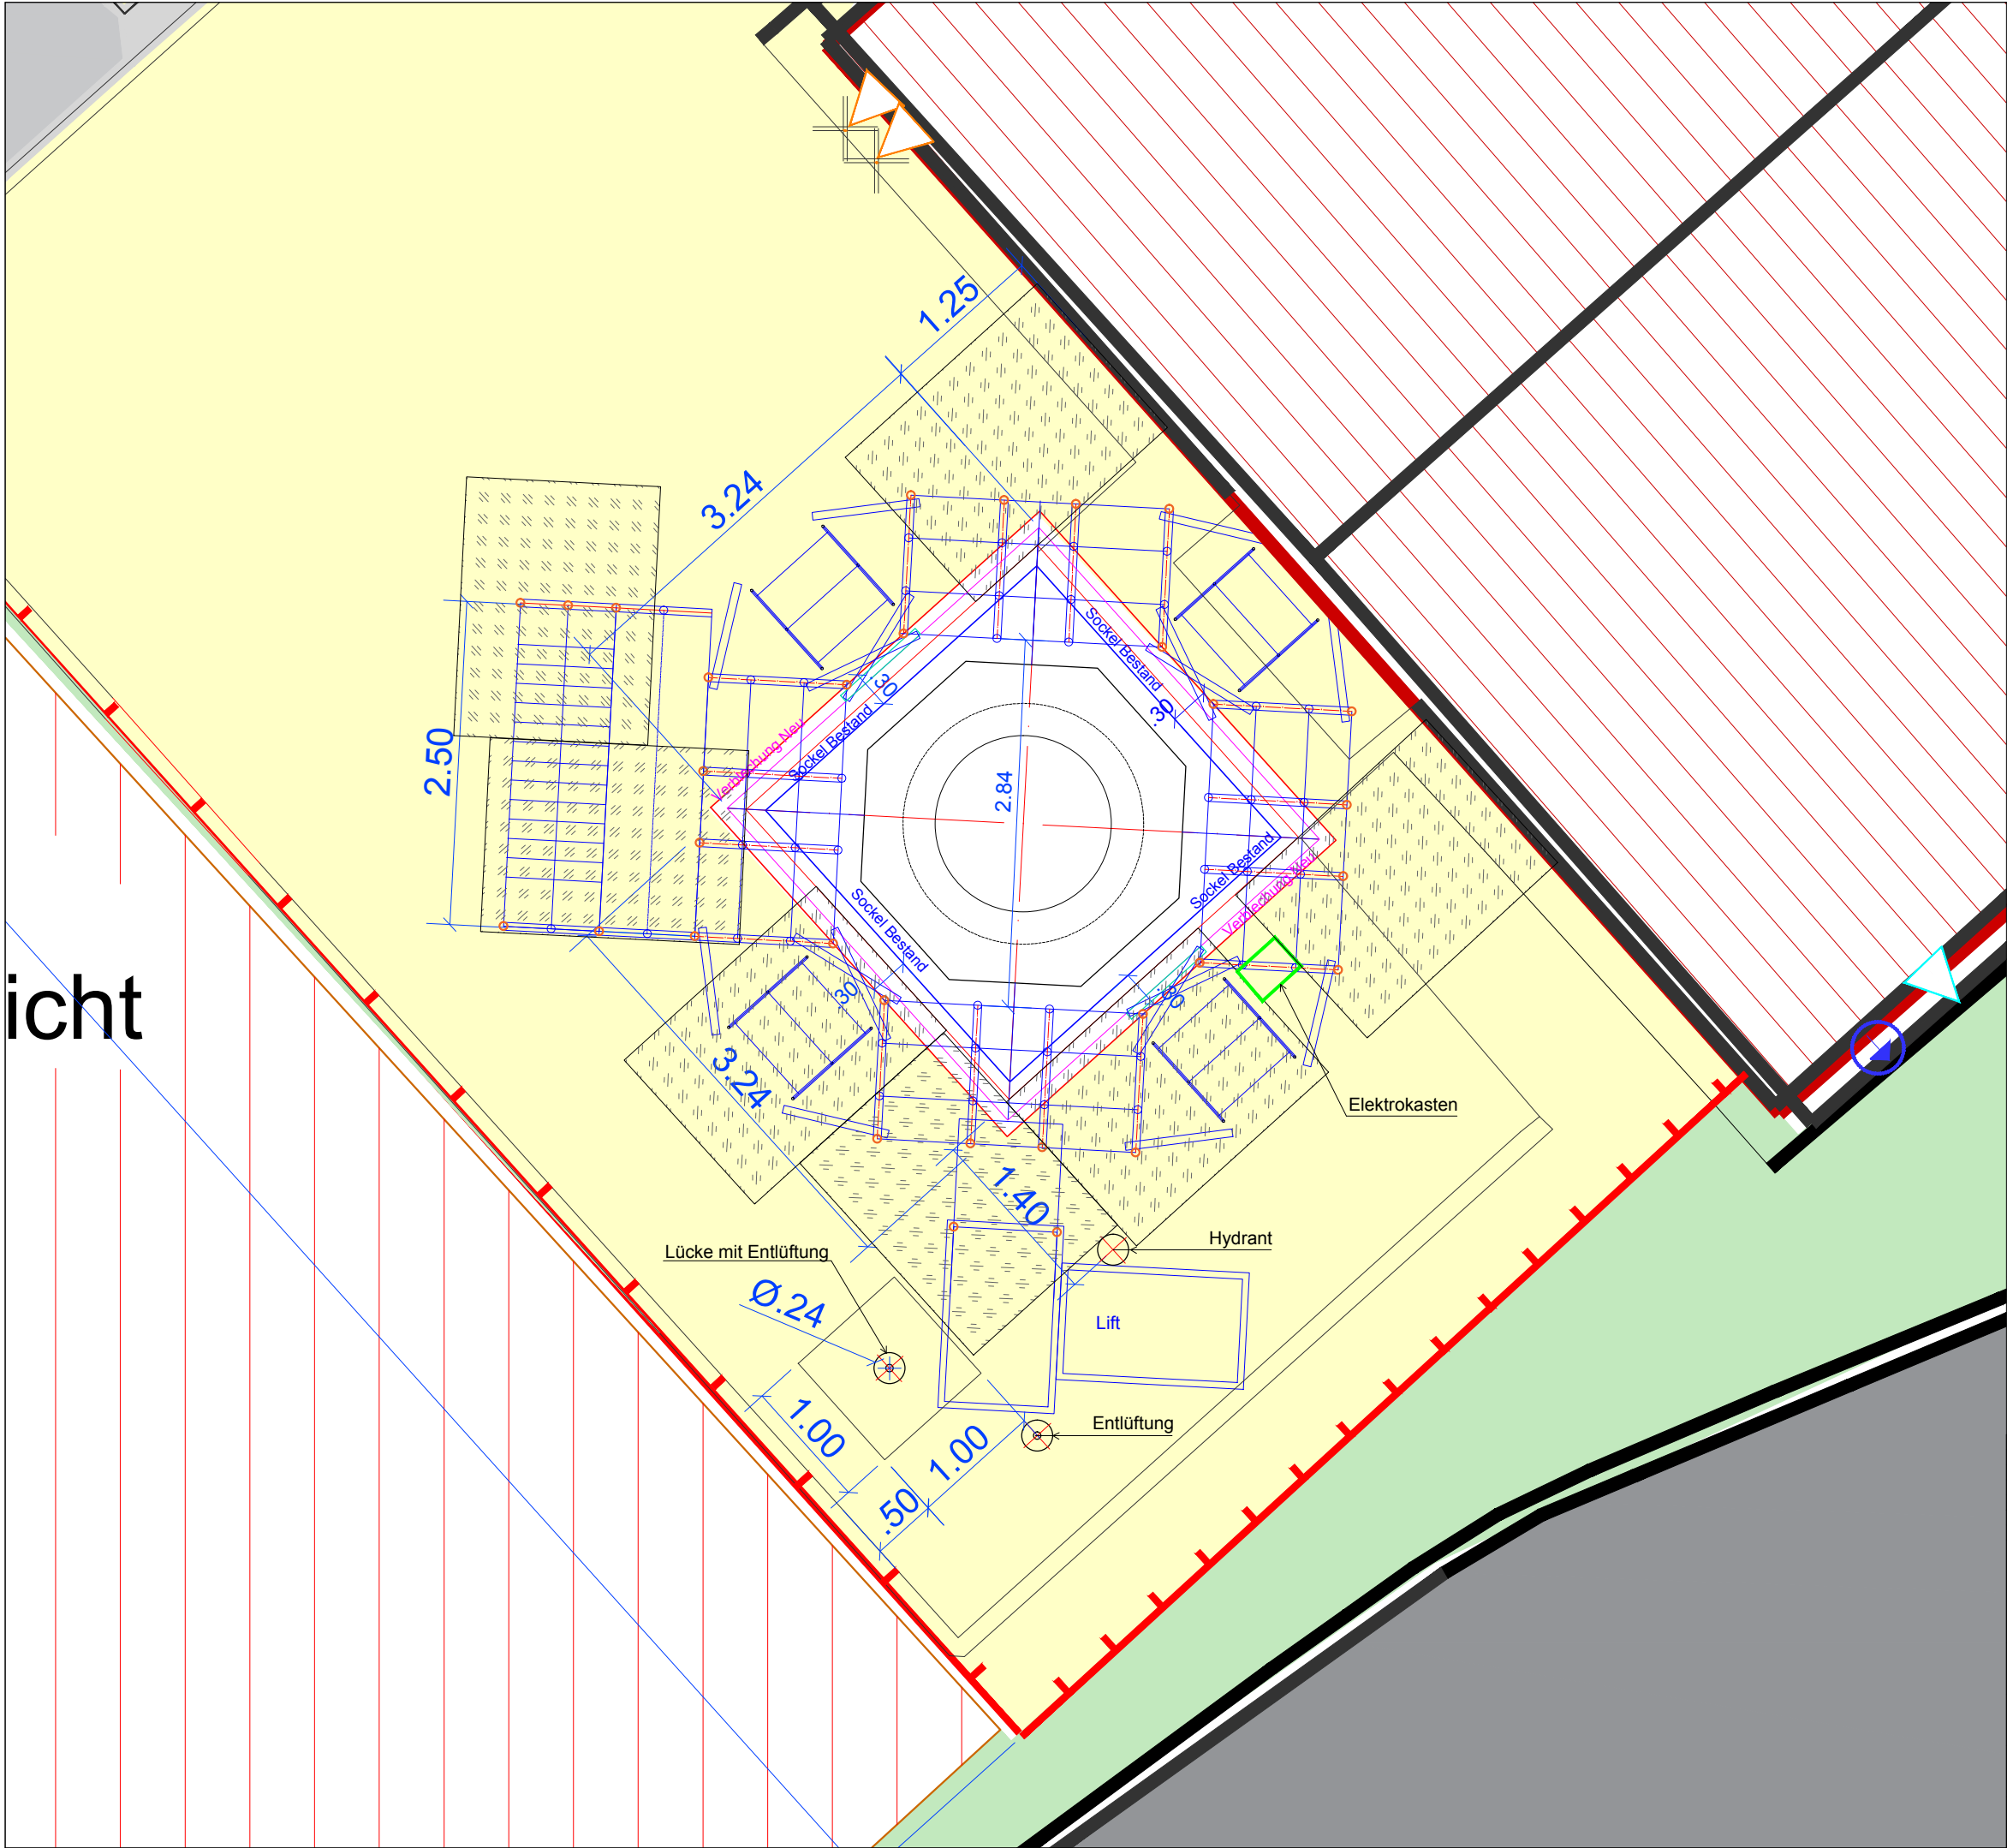 1.25
3.24
Sockel Bestand
.30
.30
Verblechung Neu
Sockel Bestand
2.50
2.84
Sockel Bestand
Verblechung Neu
Sockel Bestand
icht
.30
3.24
Elektrokasten
1.40
Hydrant
Lücke mit Entlüftung
Ø.24
Lift
1.00
Entlüftung
1.00
.50